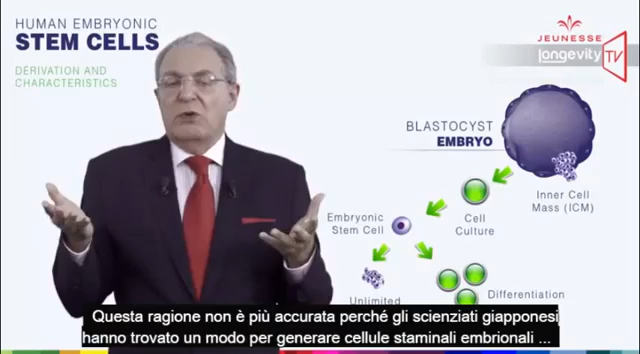 HUMAN EMBRYONIC
STEM CELLS
DERIVATION AND
CHARACTERISTICS
JEUNESSE
longevity TV
BLASTOCYST
EMBRYO
Inner Cell
Mass (ICM)
Embryonic
Stem Cell
Cell
Culture
Unlimited
Differentiation
Questa ragione non è più accurata perché gli scienziati giapponesi
hanno trovato un modo per generare cellule staminali embrionali ...